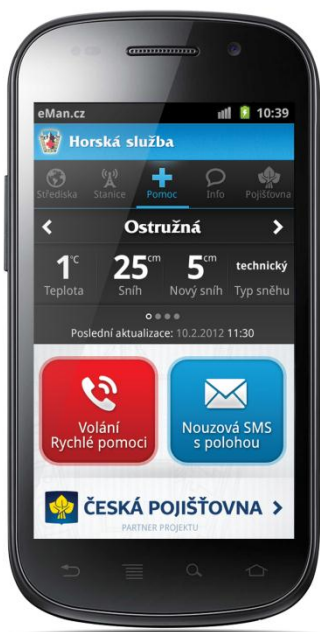 eMan.cz 10:39
Horská služba
Střediska Stanice Pomoc Info Pojišťovna
Ostružná
1°C 25cm 5cm technický
Teplota Sníh Nový sníh Typ sněhu
Poslední aktualizace: 10.2.2012 11:30
Volání
Rychlé pomoci
Nouzová SMS
s polohou
ČESKÁ POJIŠŤOVNA
PARTNER PROJEKTU